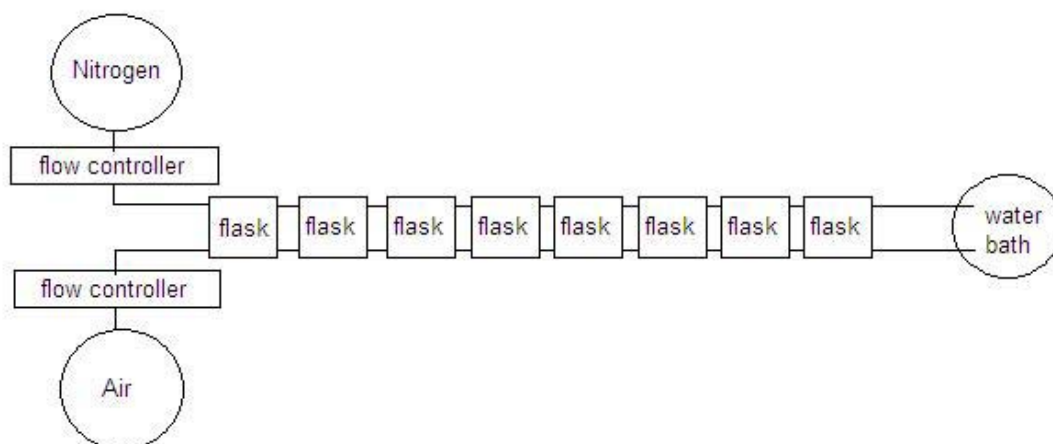 Nitrogen
flow controller
flask flask flask flask flask flask flask flask
water
bath
flow controller
Air